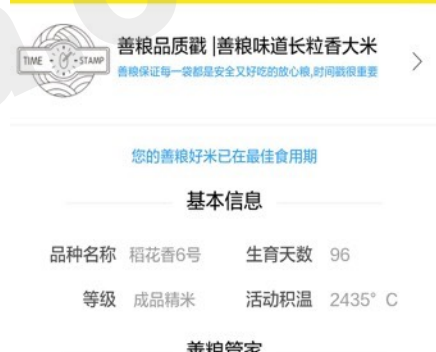 TIME STAMP
善粮品质戳 |善粮味道长粒香大米
善粮保证每一袋都是安全又好吃的放心粮,时间戳很重要
您的善粮好米已在最佳食用期
基本信息
品种名称 稻花香6号 生育天数 96
等级 成品精米 活动积温 2435° C
善粮管家